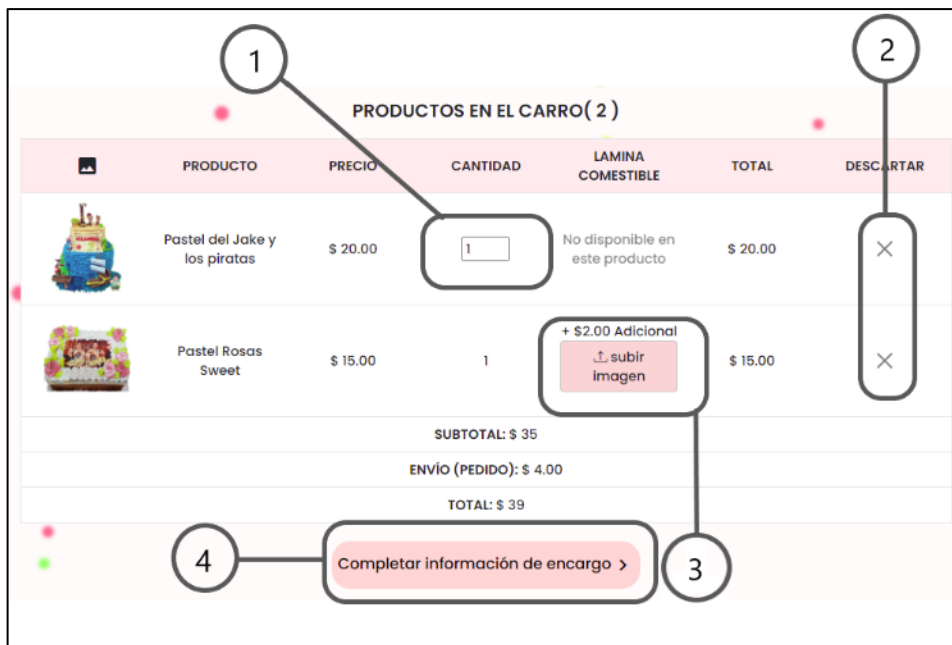 1
2
PRODUCTOS EN EL CARRO( 2 )
PRODUCTO
PRECIO
CANTIDAD
LAMINA
COMESTIBLE
TOTAL
DESCARTAR
Pastel del Jake y
los piratas
$ 20.00
1
No disponible en
este producto
$ 20.00
Pastel Rosas
Sweet
$ 15.00
1
+ $2.00 Adicional
subir
imagen
$ 15.00
SUBTOTAL: $ 35
ENVÍO (PEDIDO): $ 4.00
TOTAL: $ 39
4
Completar información de encargo >
3